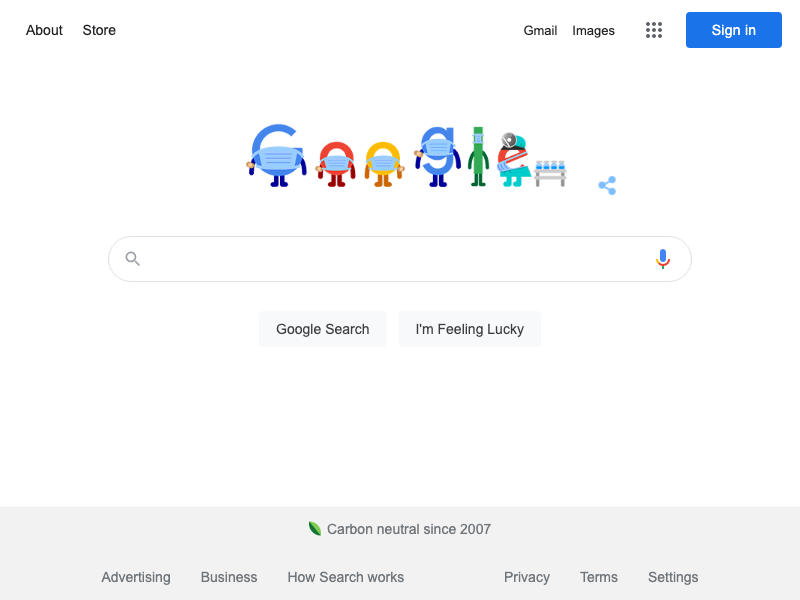 About Store Gmail Images Sign in
Google
Google Search I'm Feeling Lucky
Carbon neutral since 2007
Advertising Business How Search works Privacy Terms Settings